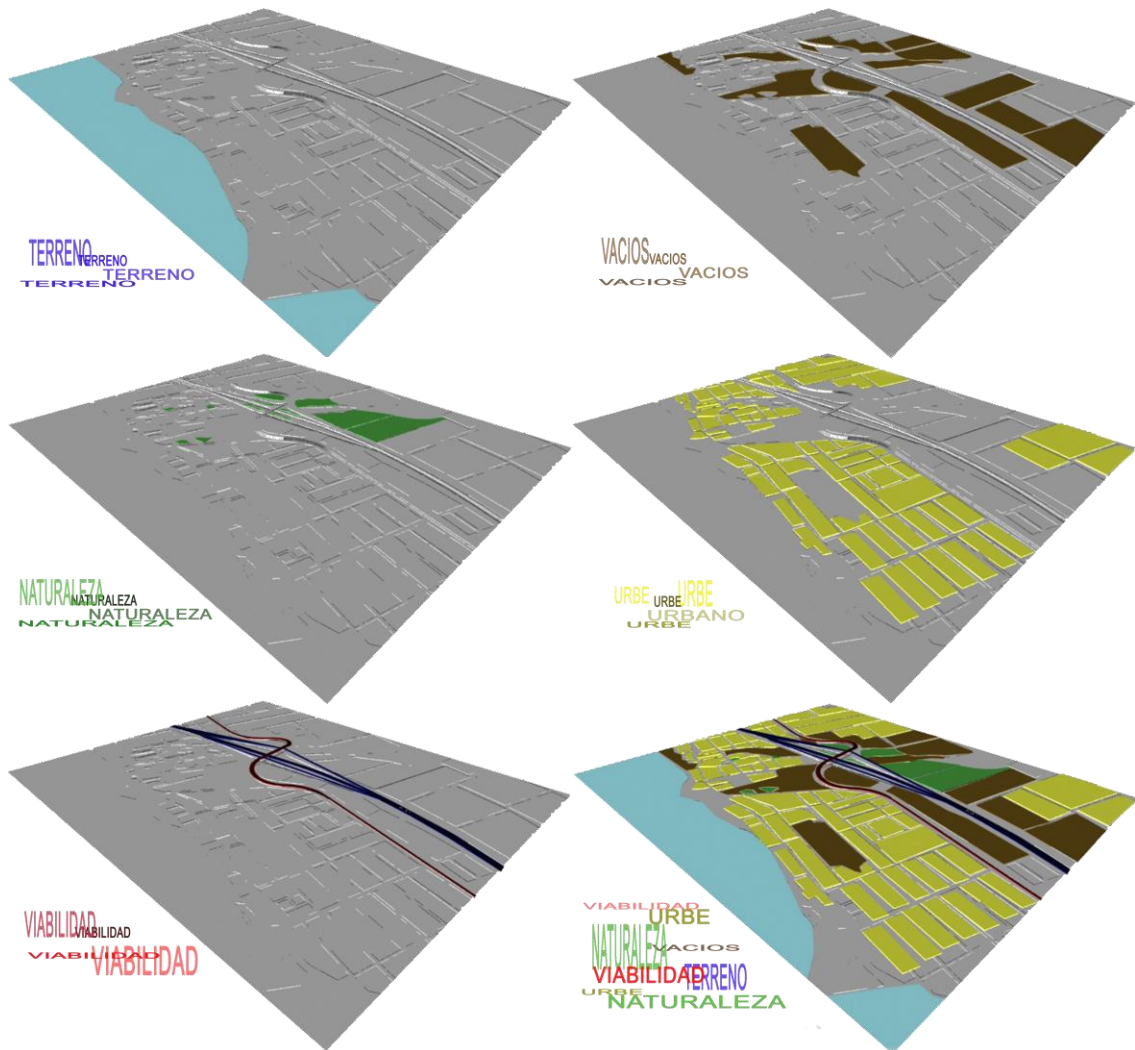 TERRENO TERRENO
TERRENO
TERRENO
VACIOS VACIOS
VACIOS
VACIOS
NATURALEZA NATURALEZA
NATURALEZA
NATURALEZA
URBE URBE URBE
URBANO
URBE
VIABILIDAD VIABILIDAD
VIABILIDAD VIABILIDAD
VIABILIDAD URBE
NATURALEZA VACIOS
VIABILIDAD TERRENO
URBE
NATURALEZA